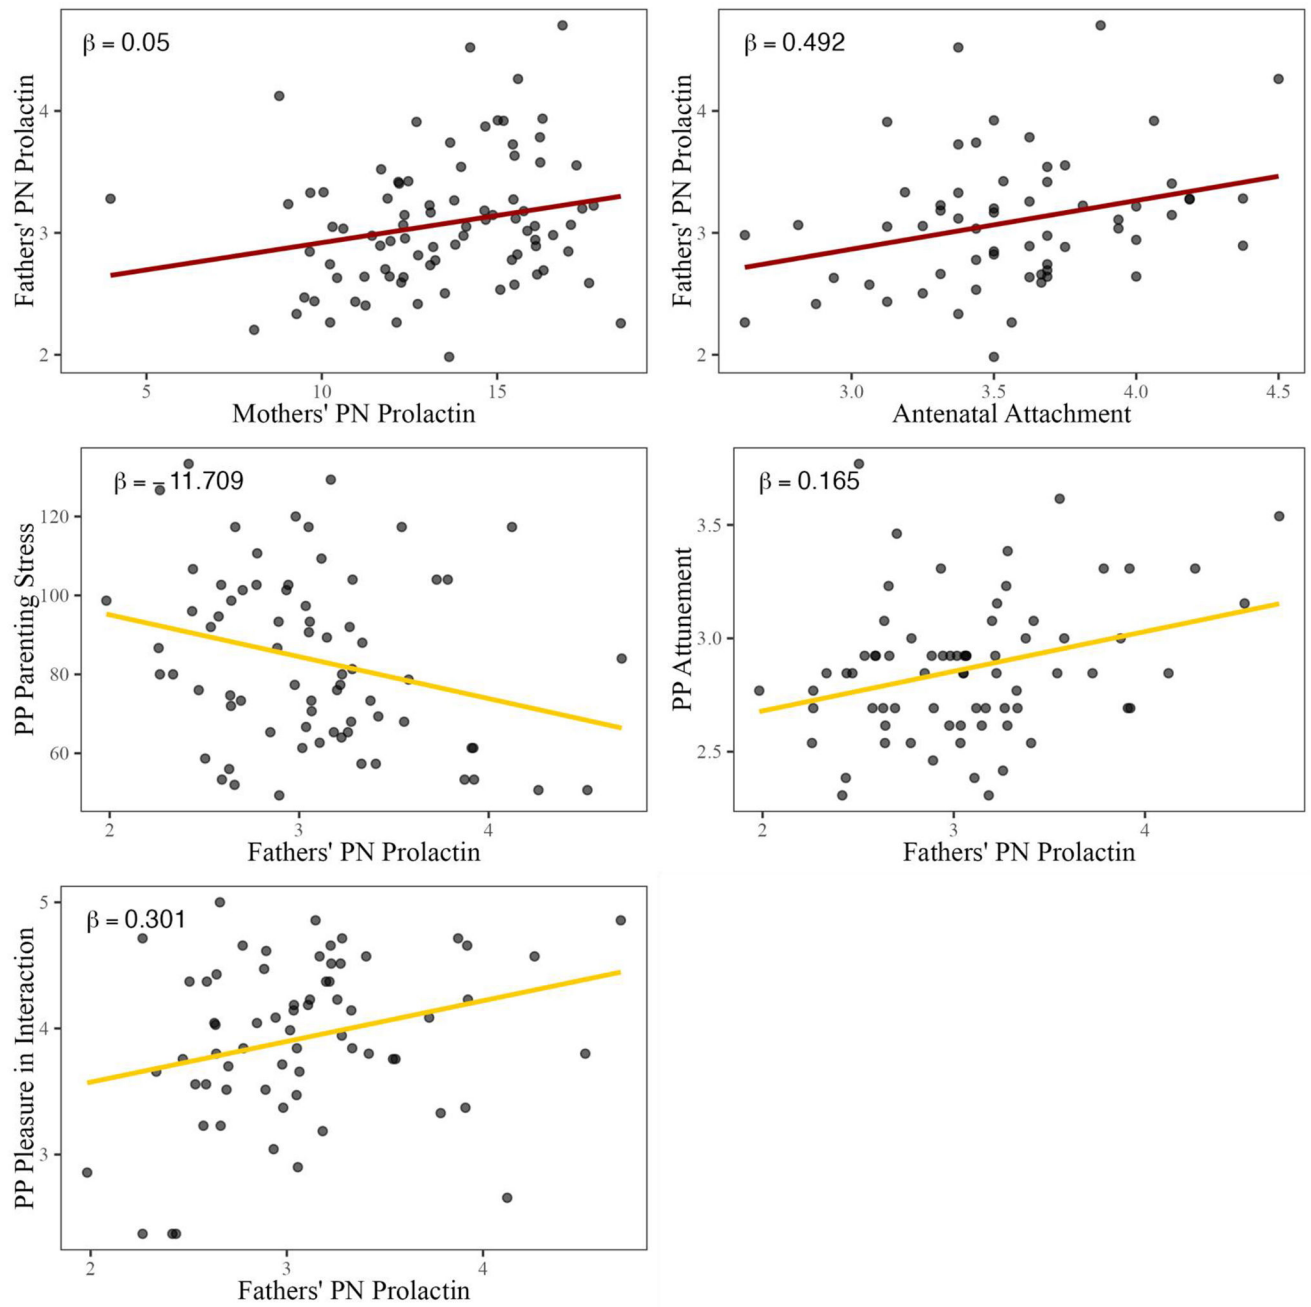 β = 0.05
Fathers' PN Prolactin
4
3
2
5
10
15
Mothers' PN Prolactin
β = 0.492
Fathers' PN Prolactin
4
3
2
3.0
3.5
4.0
4.5
Antenatal Attachment
β = −11.709
PP Parenting Stress
120
100
80
60
2
3
4
Fathers' PN Prolactin
β = 0.165
PP Attunement
3.5
3.0
2.5
2
3
4
Fathers' PN Prolactin
β = 0.301
PP Pleasure in Interaction
5
4
3
2
3
4
Fathers' PN Prolactin